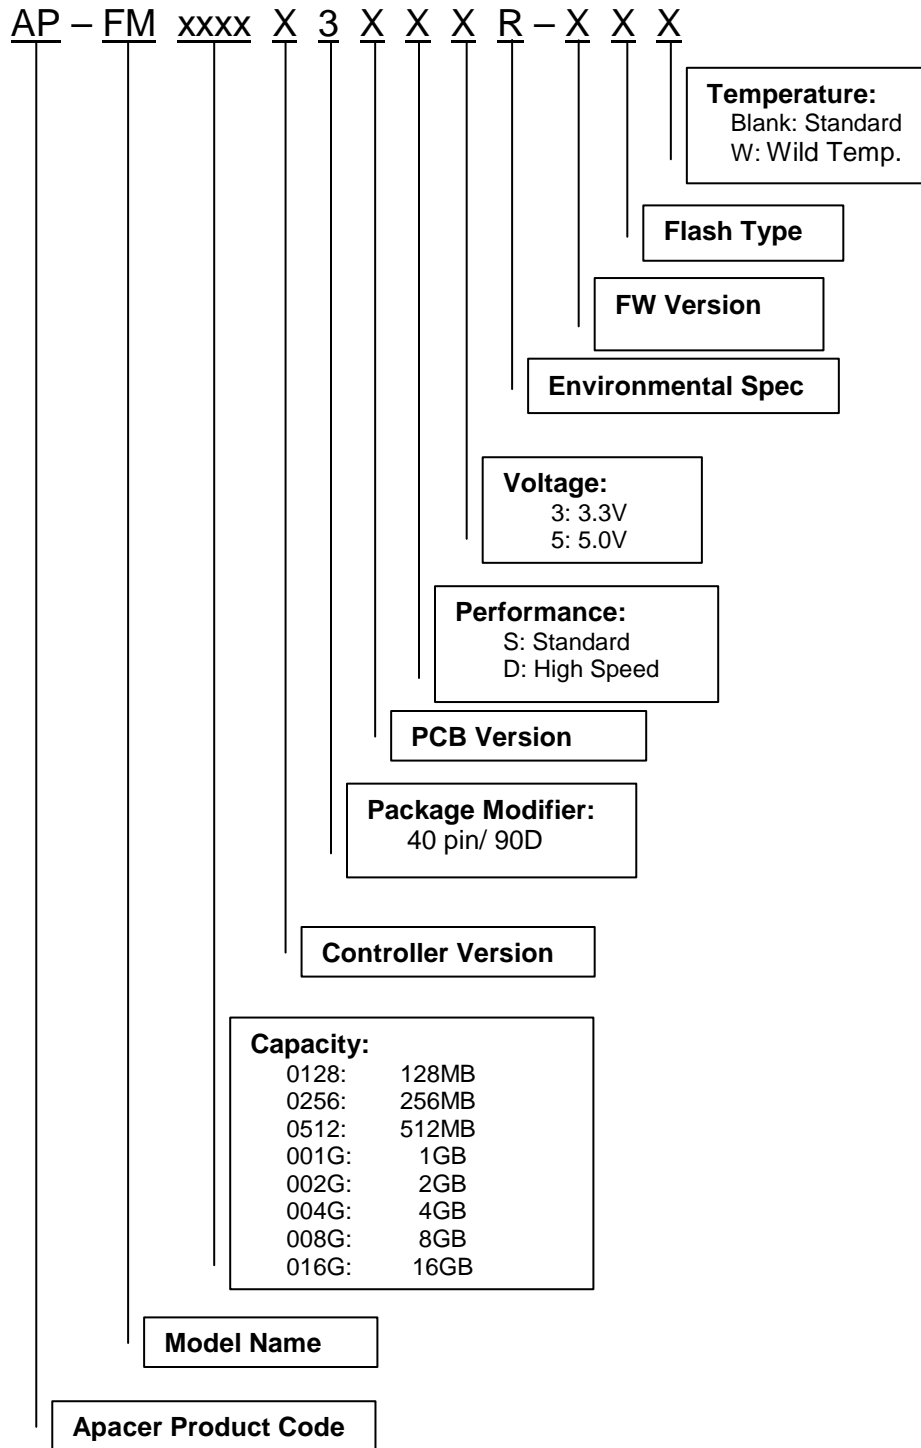 AP – FM xxxx X 3 X X X R – X X X
Temperature:
Blank: Standard
W: Wild Temp.
Flash Type
FW Version
Environmental Spec
Voltage:
3: 3.3V
5: 5.0V
Performance:
S: Standard
D: High Speed
PCB Version
Package Modifier:
40 pin/ 90D
Controller Version
Capacity:
0128: 128MB
0256: 256MB
0512: 512MB
001G: 1GB
002G: 2GB
004G: 4GB
008G: 8GB
016G: 16GB
Model Name
Apacer Product Code